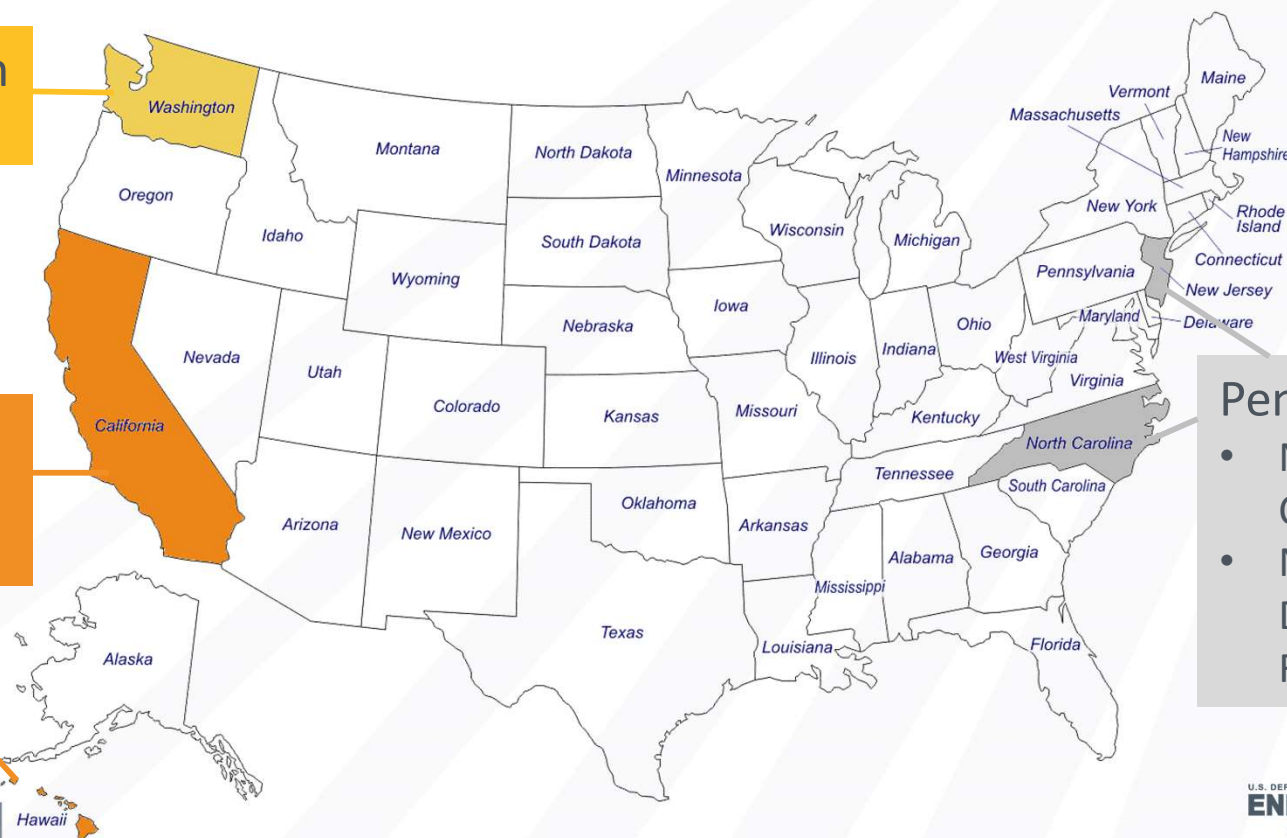 Washington
Oregon
California
Idaho
Nevada
Montana
Wyoming
Utah
Colorado
Arizona
New Mexico
North Dakota
South Dakota
Nebraska
Kansas
Oklahoma
Texas
Minnesota
Iowa
Missouri
Arkansas
Louisiana
Wisconsin
Illinois
Michigan
Indiana
Ohio
Kentucky
Tennessee
Mississippi
Alabama
Georgia
Florida
South Carolina
North Carolina
Virginia
West Virginia
Maryland
Delaware
Pennsylvania
New Jersey
New York
Connecticut
Rhode
Island
Massachusetts
Vermont
New
Hampshire
Maine
Alaska
Hawaii
n
Pen
• N
• N
U.S. DEP
EN